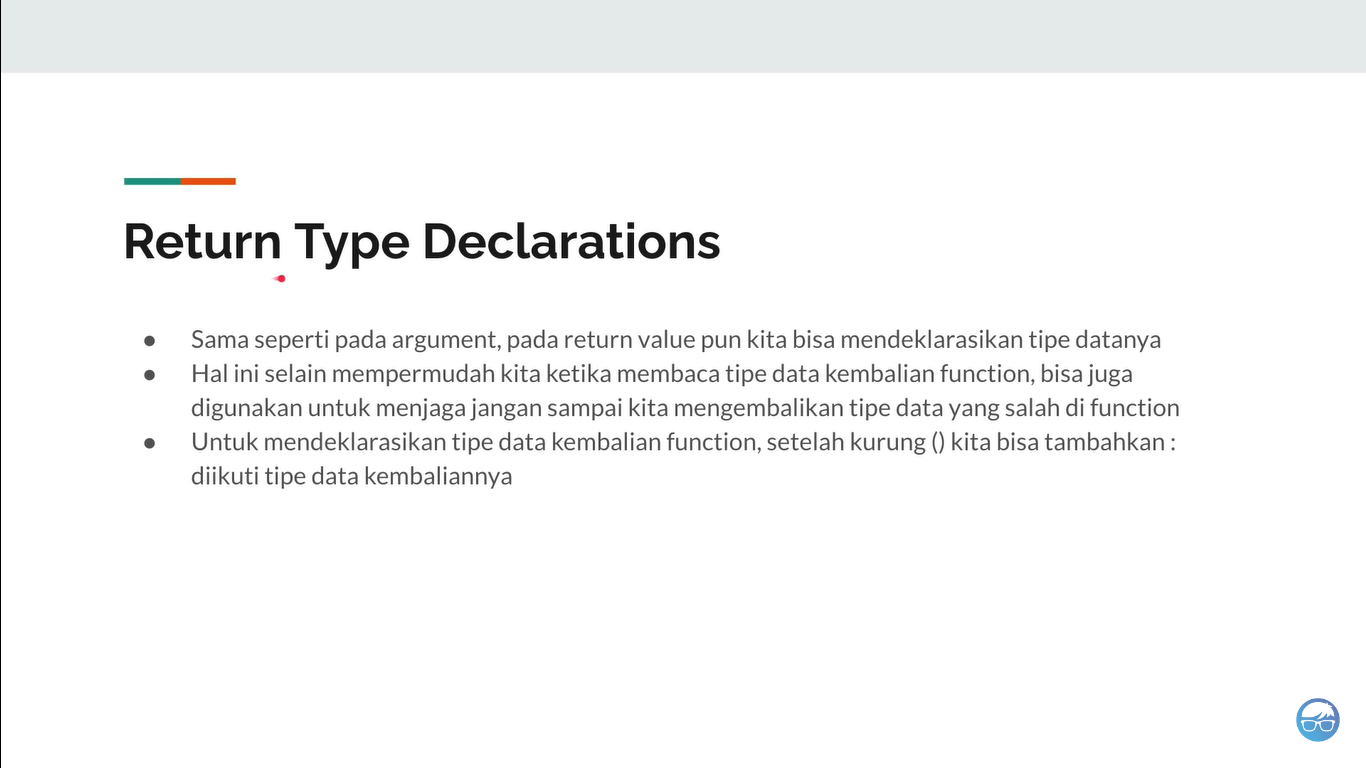 Return Type Declarations
● Sama seperti pada argument, pada return value pun kita bisa mendeklarasikan tipe datanya
● Hal ini selain mempermudah kita ketika membaca tipe data kembalian function, bisa juga
digunakan untuk menjaga jangan sampai kita mengembalikan tipe data yang salah di function
● Untuk mendeklarasikan tipe data kembalian function, setelah kurung () kita bisa tambahkan :
diikuti tipe data kembaliannya